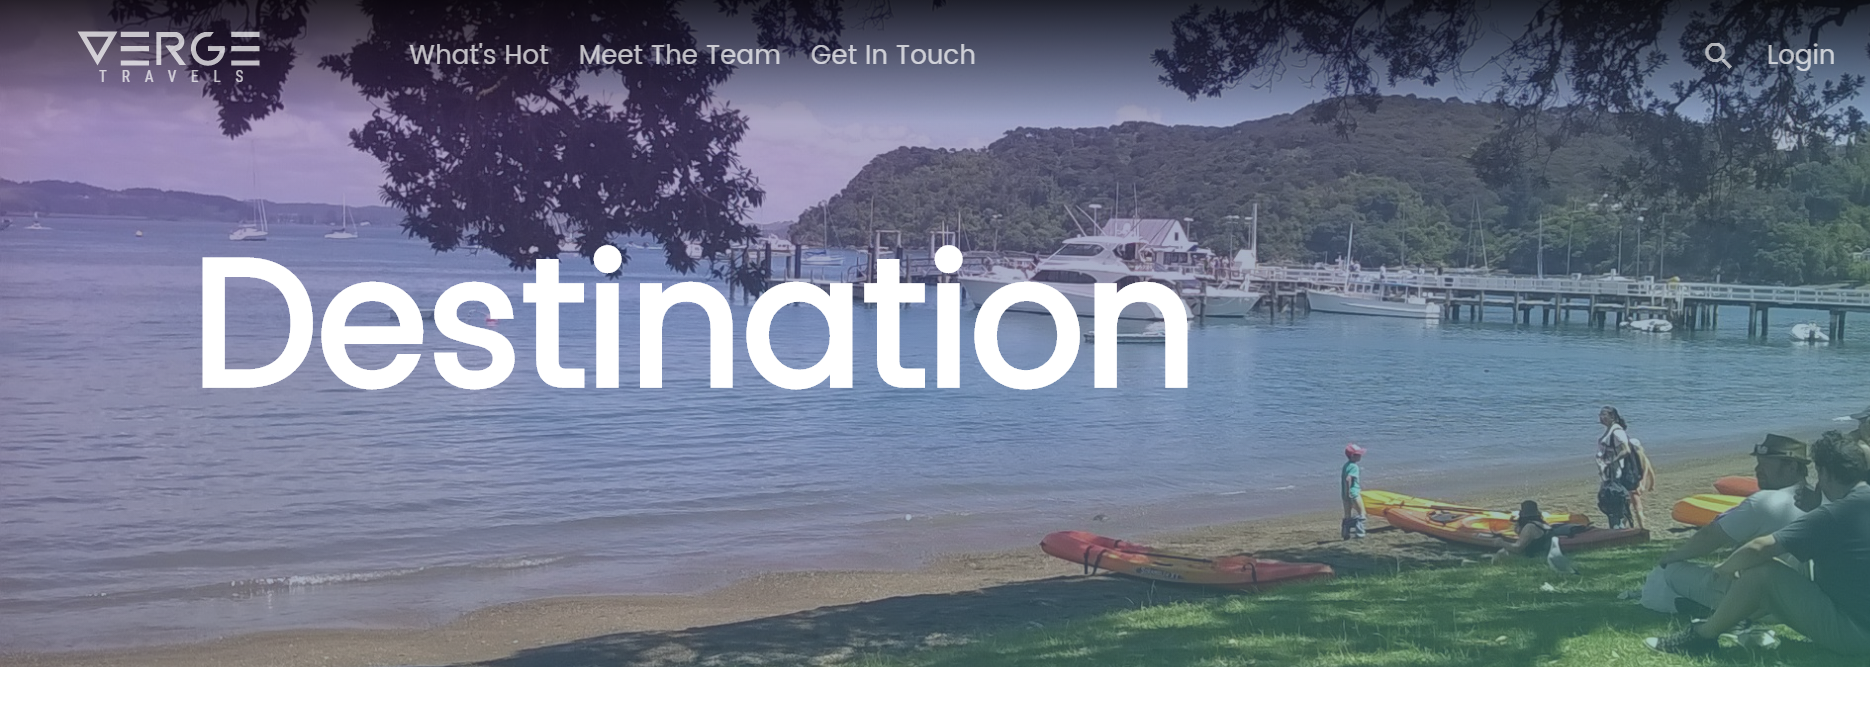 VERGE
TRAVELS
What's Hot
Meet The Team
Get In Touch
Login
Destination